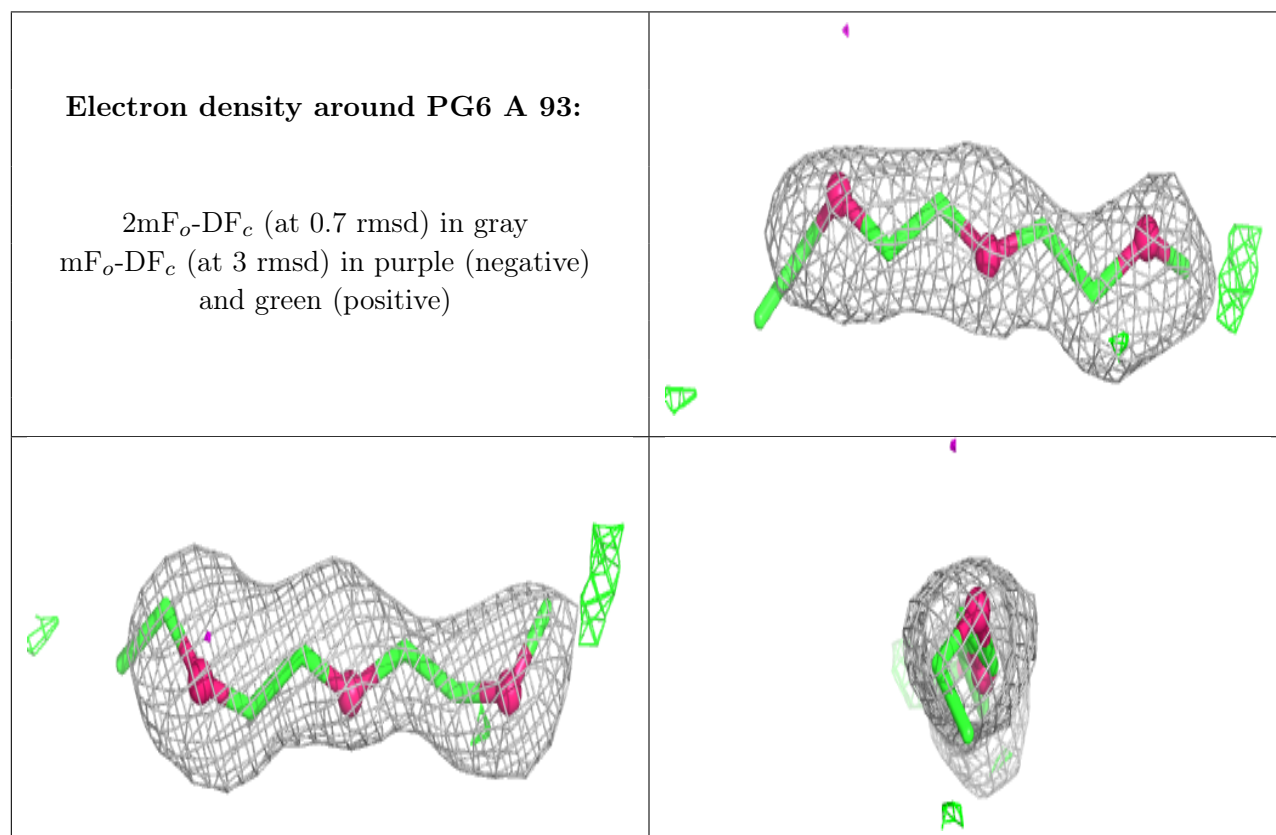 Electron density around PG6 A 93:
2mFo-DFc (at 0.7 rmsd) in gray
mFo-DFc (at 3 rmsd) in purple (negative)
and green (positive)